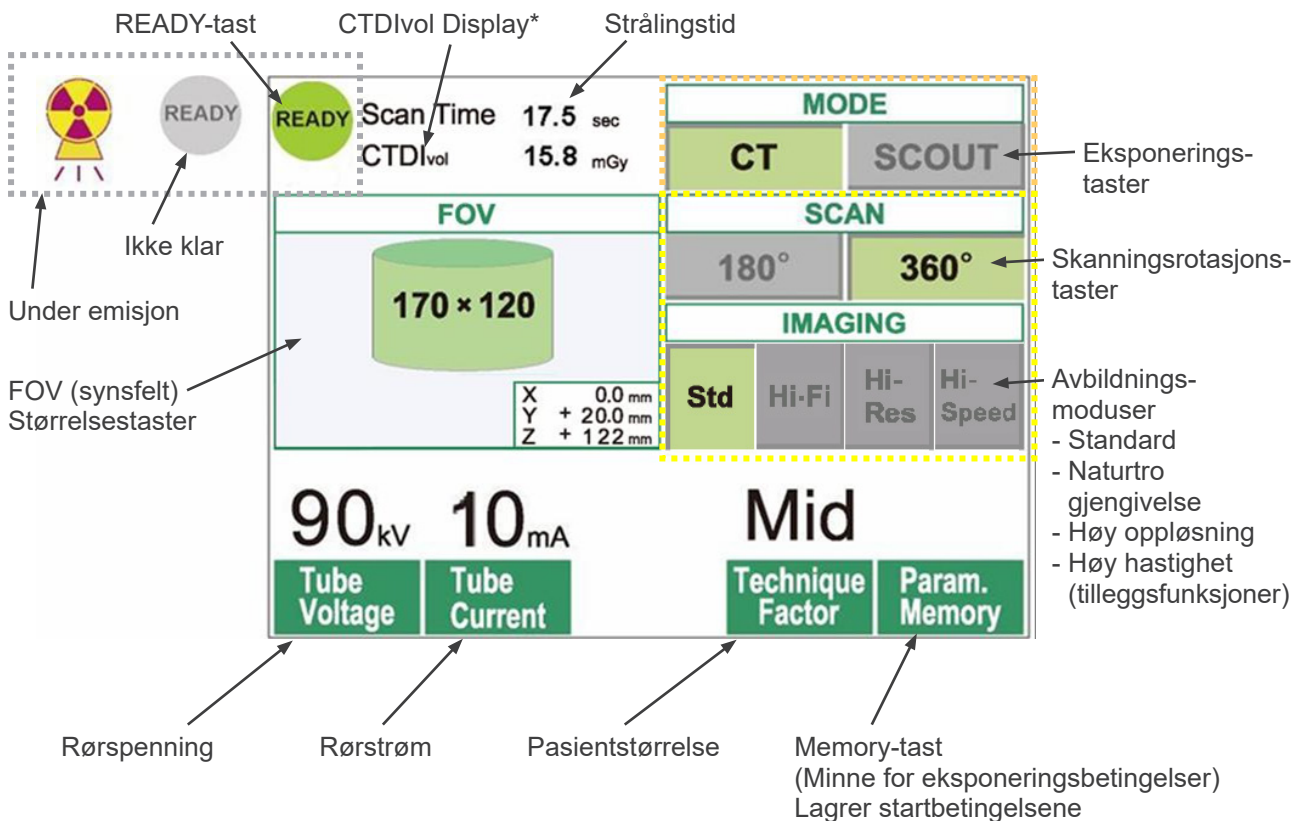 READY-tast
CTDIvol Display*
Strålingstid
READY
READY
Scan Time 17.5 sec
CTDIvol 15.8 mGy
MODE
CT
SCOUT
Eksponerings-
taster
Ikke klar
Under emisjon
FOV
170 × 120
X 0.0 mm
Y + 20.0 mm
Z + 122 mm
FOV (synsfelt)
Størrelsestaster
SCAN
180°
360°
Skanningsrotasjons-
taster
IMAGING
Std
Hi-Fi
Hi-
Res
Hi-
Speed
Avbildnings-
moduser
- Standard
- Naturtro
gjengivelse
- Høy oppløsning
- Høy hastighet
(tilleggsfunksjoner)
90 kV
10 mA
Mid
Tube
Voltage
Tube
Current
Technique
Factor
Param.
Memory
Rørspenning
Rørstrøm
Pasientstørrelse
Memory-tast
(Minne for eksponeringsbetingelser)
Lagrer startbetingelsene